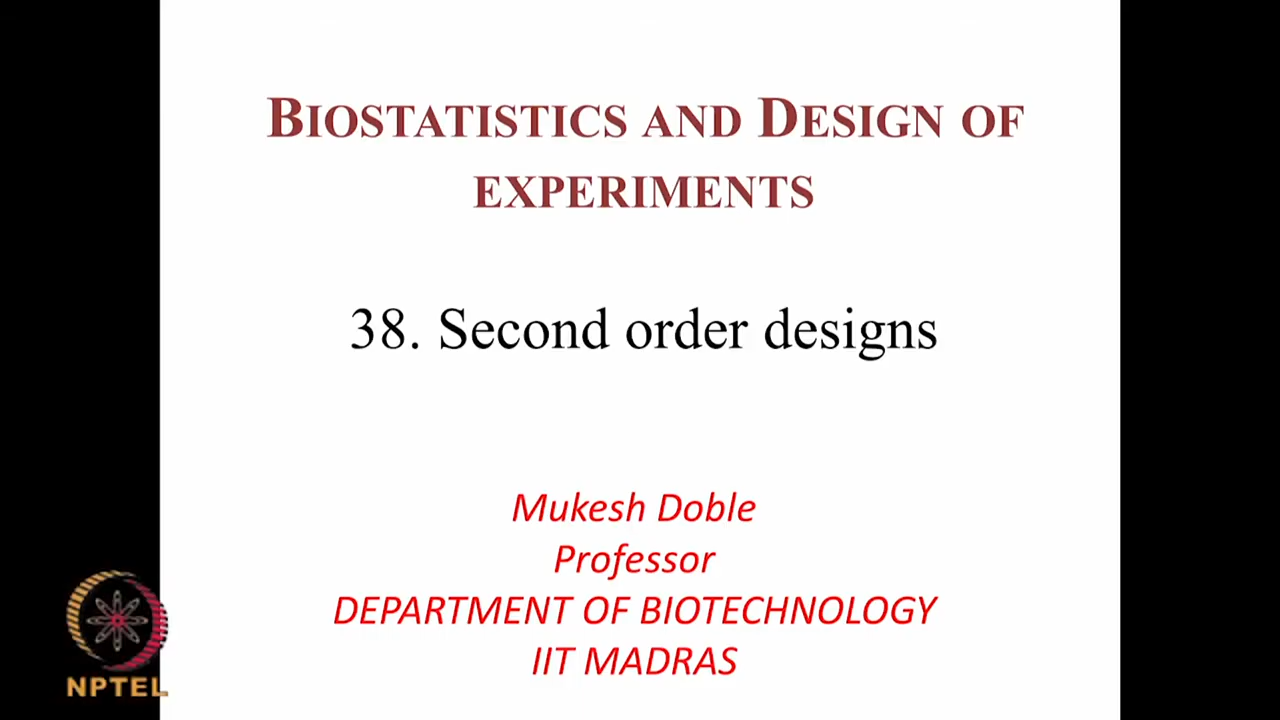 BIOSTATISTICS AND DESIGN OF
EXPERIMENTS
38. Second order designs
Mukesh Doble
Professor
DEPARTMENT OF BIOTECHNOLOGY
IIT MADRAS
NPTEL